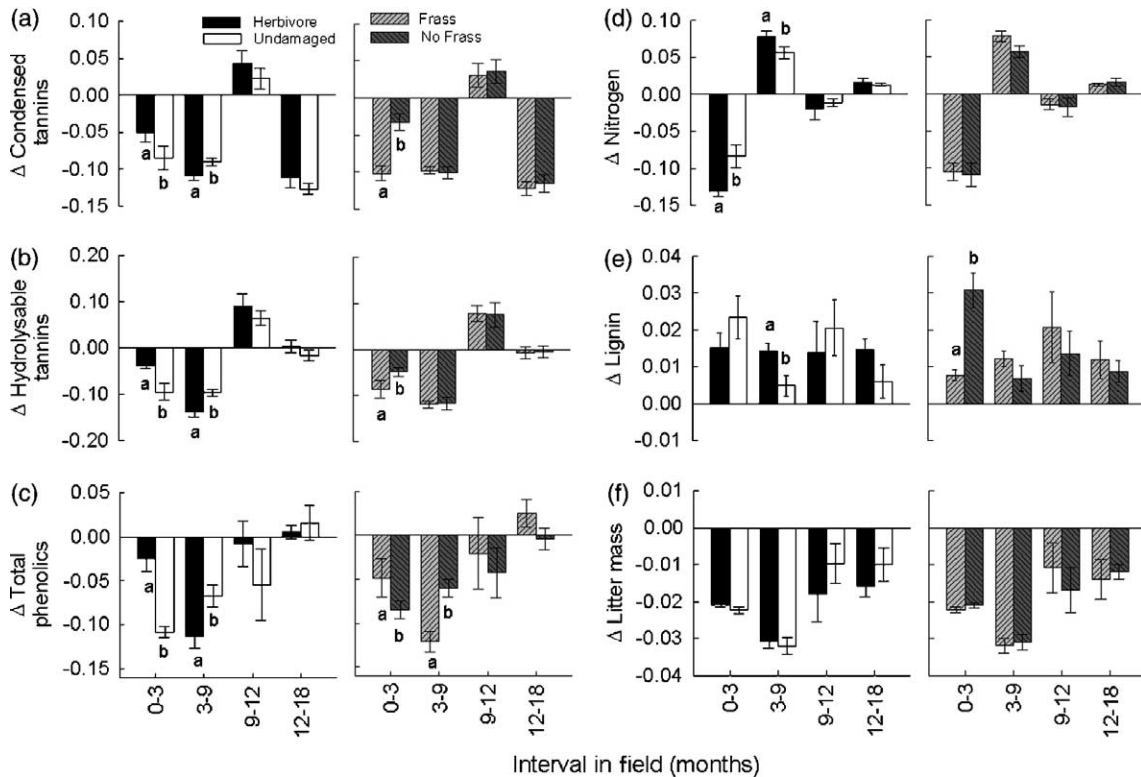 (a)
Herbivore
Undamaged
Frass
No Frass
Δ Condensed
tannins
0.10
0.05
0.00
-0.05
-0.10
-0.15
a
b
a
b
a
b
(b)
Δ Hydrolysable
tannins
0.20
0.10
0.00
-0.10
-0.20
a
b
a
b
a
b
(c)
Δ Total
phenolics
0.05
0.00
-0.05
-0.10
-0.15
a
b
a
b
a
b
a
b
0-3
3-9
9-12
12-18
0-3
3-9
9-12
12-18
(d)
Δ Nitrogen
0.10
0.05
0.00
-0.05
0.10
0.15
a
b
a
b
(e)
Δ Lignin
0.04
0.03
0.02
0.01
0.00
-0.01
a
b
a
b
(f)
Δ Litter mass
0.01
0.00
-0.01
-0.02
-0.03
-0.04
0-3
3-9
9-12
12-18
0-3
3-9
9-12
12-18
Interval in field (months)